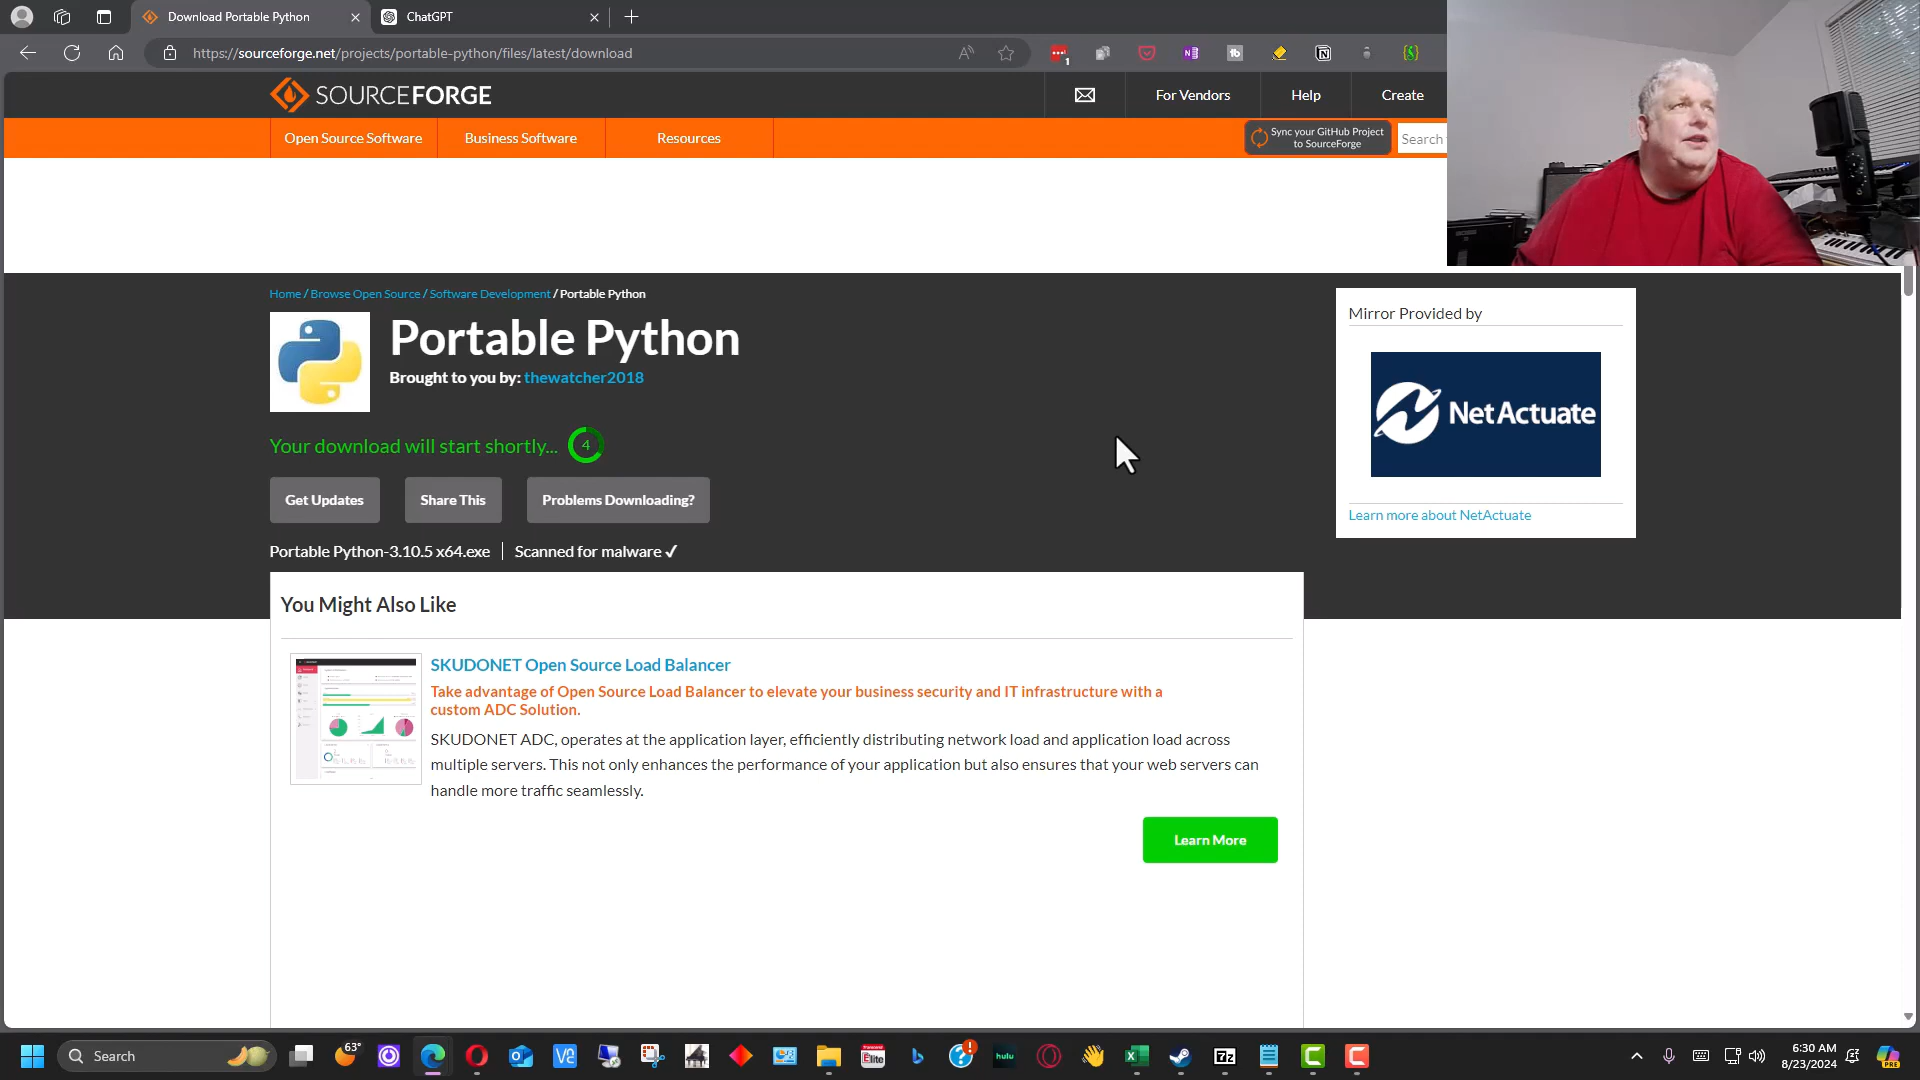 Download Portable Python
ChatGPT
https://sourceforge.net/projects/portable-python/files/latest/download
1
SOURCEFORGE
For Vendors
Help
Create
Open Source Software
Business Software
Resources
Sync your GitHub Project
to SourceForge
Search
Home / Browse Open Source / Software Development / Portable Python
Portable Python
Brought to you by: thewatcher2018
Mirror Provided by
NetActuate
Learn more about NetActuate
Your download will start shortly... 4
Get Updates
Share This
Problems Downloading?
Portable Python-3.10.5 x64.exe
Scanned for malware ✓
You Might Also Like
SKUDONET Open Source Load Balancer
Take advantage of Open Source Load Balancer to elevate your business security and IT infrastructure with a
custom ADC Solution.
SKUDONET ADC, operates at the application layer, efficiently distributing network load and application load across
multiple servers. This not only enhances the performance of your application but also ensures that your web servers can
handle more traffic seamlessly.
Learn More
Search
63°
hulu
7z
6:30 AM
8/23/2024